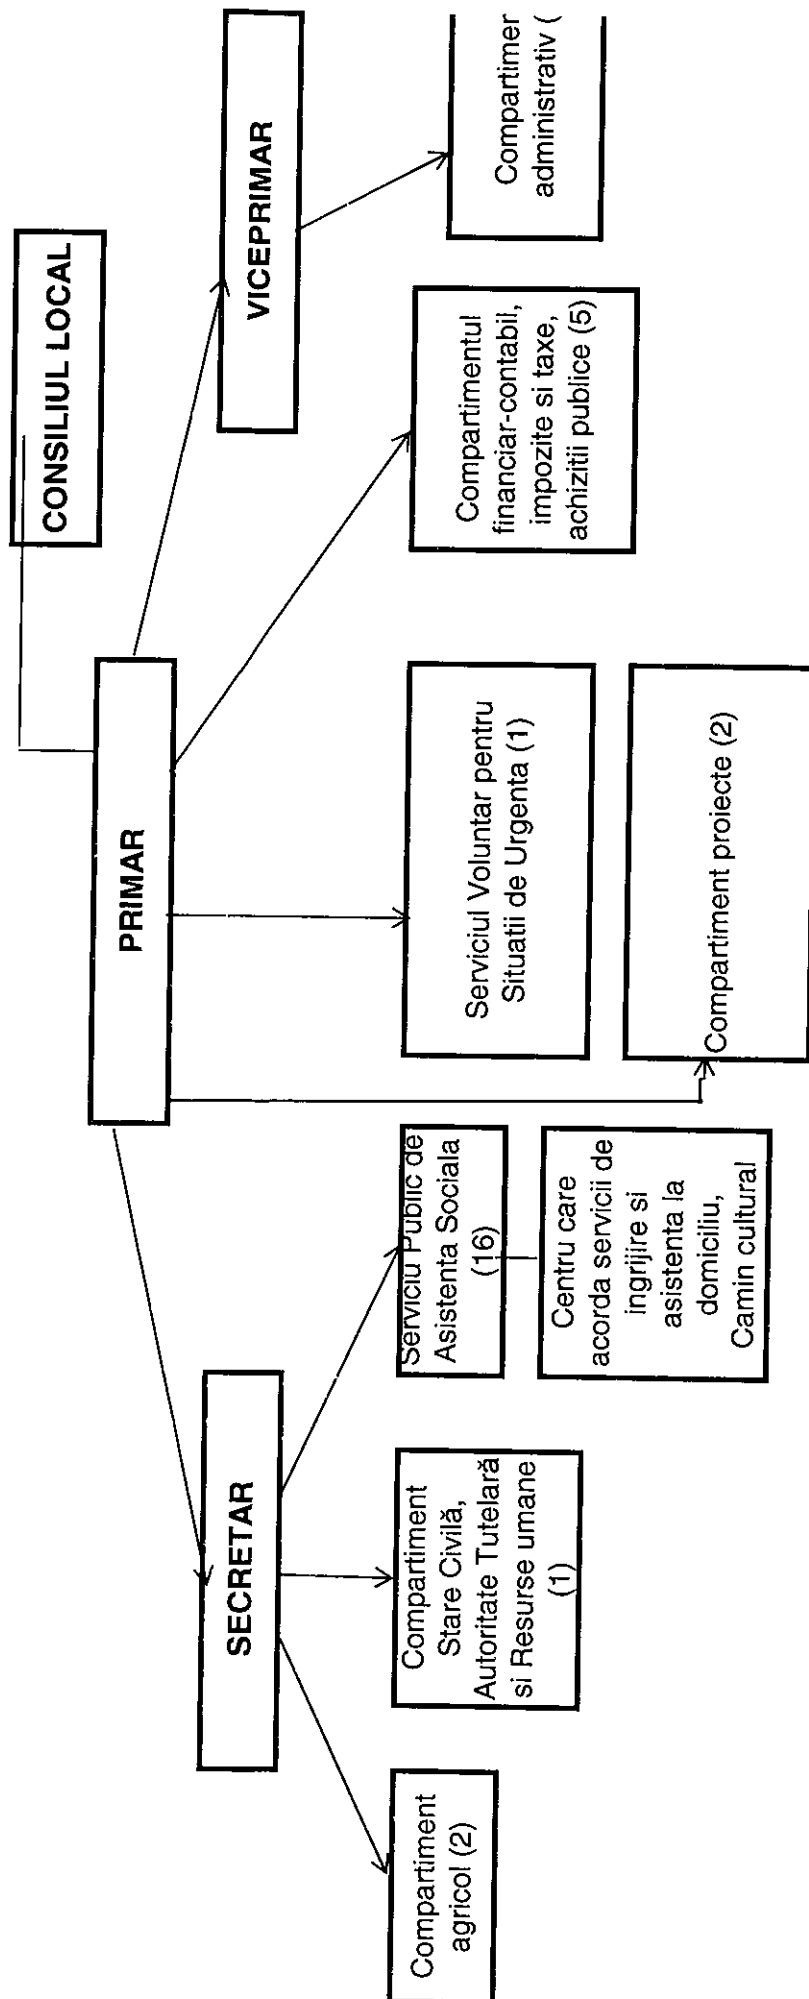 CONSILIUL LOCAL
PRIMAR
SECRETAR
VICEPRIMAR
Compartiment
agricol (2)
Compartiment
Stare Civilă,
Autoritate Tutelară
si Resurse umane
(1)
Serviciu Public de
Asistenta Sociala
(16)
Serviciul Voluntar pentru
Situatii de Urgenta (1)
Compartimentul
financiar-contabil,
impozite si taxe,
achizitii publice (5)
Compartimer
administrativ (
Centru care
acorda servicii de
ingrijire si
asistenta la
domiciliu,
Camin cultural
Compartiment proiecte (2)